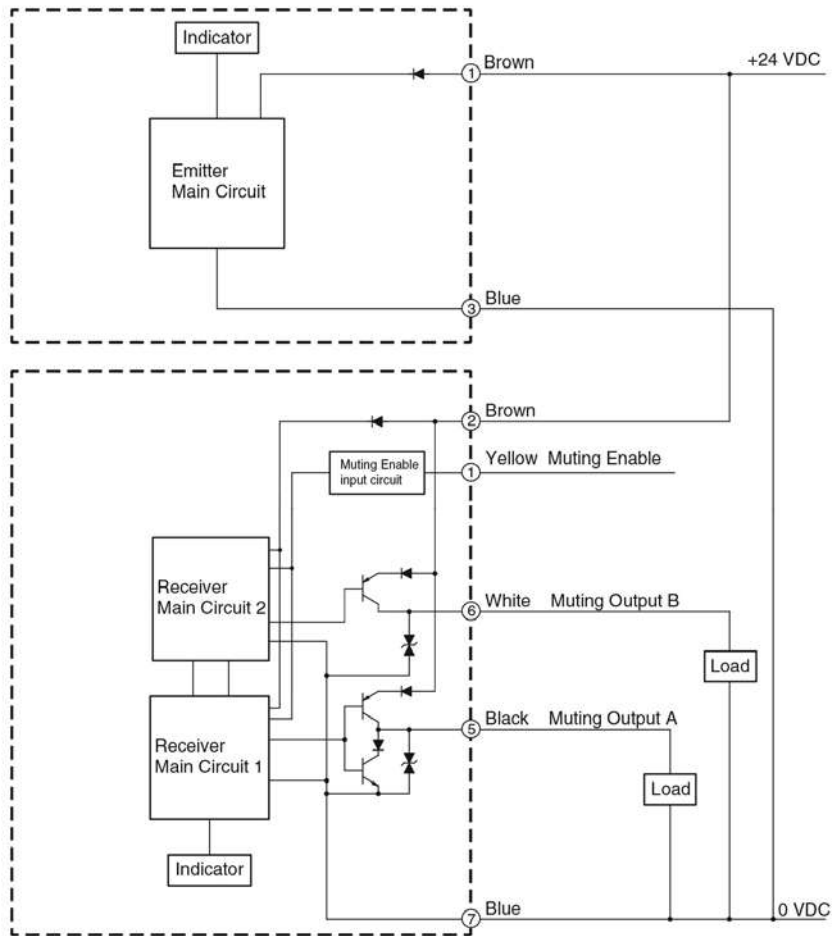 Indicator
1 Brown
+24 VDC
Emitter
Main Circuit
3 Blue
2 Brown
Muting Enable
input circuit
1 Yellow Muting Enable
Receiver
Main Circuit 2
6 White Muting Output B
Load
5 Black Muting Output A
Receiver
Main Circuit 1
Load
Indicator
7 Blue
0 VDC